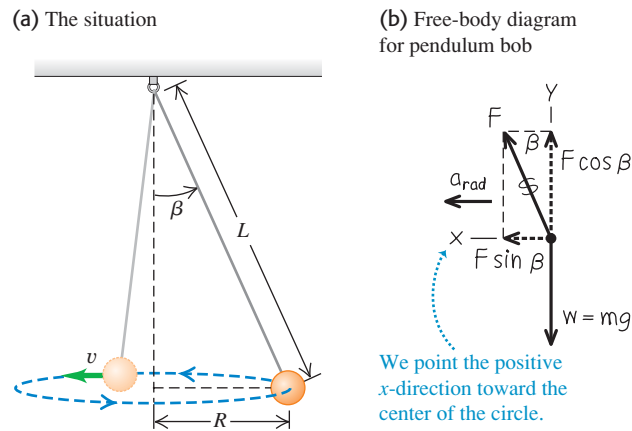 (a) The situation
β
L
v
R
(b) Free-body diagram
for pendulum bob
Y
F
β
F cos β
a rad
X
F sin β
w = mg
We point the positive
x-direction toward the
center of the circle.